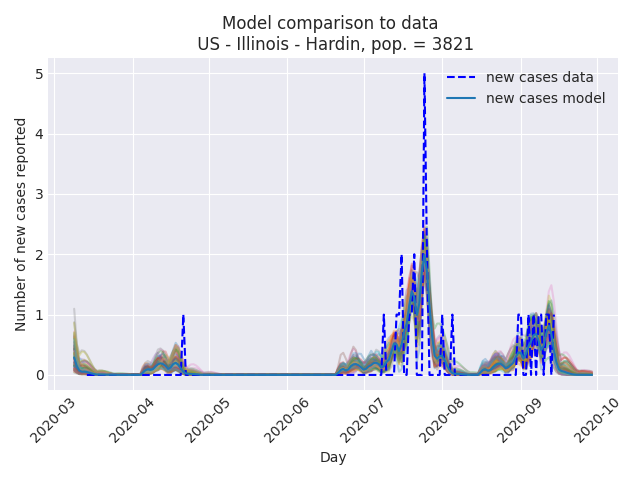 Model comparison to data
US - Illinois - Hardin, pop. = 3821
new cases data
new cases model
Number of new cases reported
5
4
3
2
1
0
2020-03
2020-04
2020-05
2020-06
2020-07
2020-08
2020-09
2020-10
Day